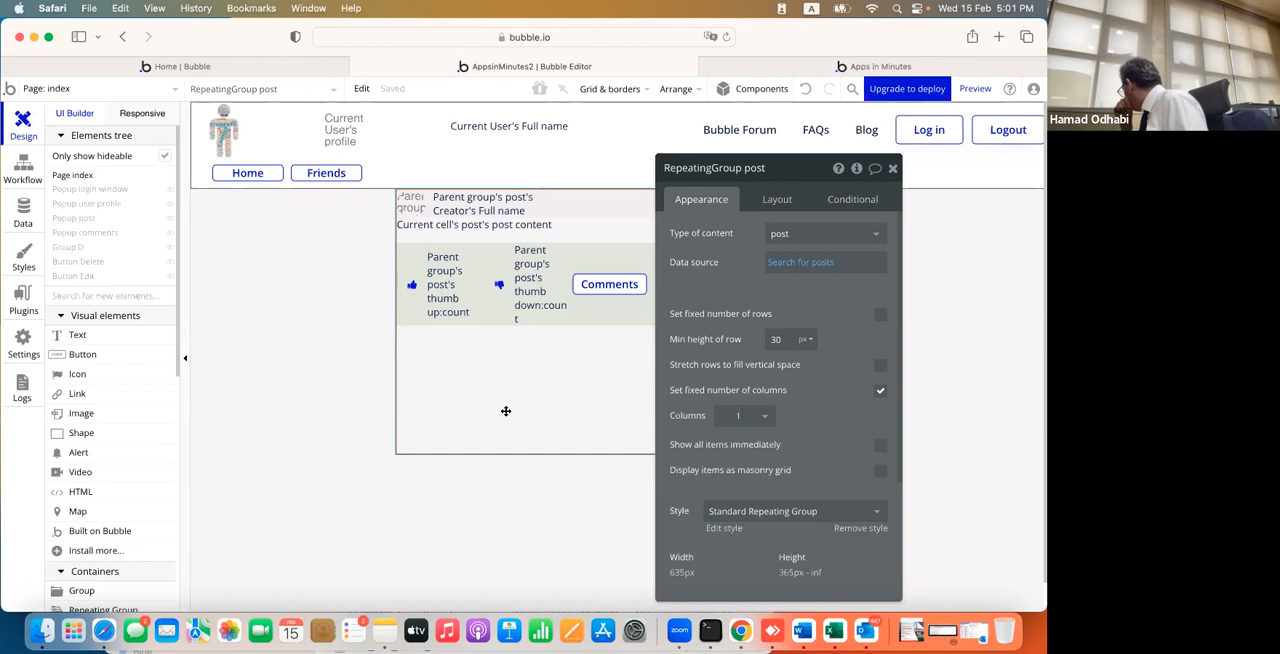 Safari File Edit View History Bookmarks Window Help
A
Wed 15 Feb 5:01 PM
bubble.io
Home | Bubble
AppsinMinutes2 | Bubble Editor
Apps in Minutes
Page: index
RepeatingGroup post
Edit
Saved
Grid & borders
Arrange
Components
Upgrade to deploy
Preview
Design
Workflow
Data
Styles
Plugins
Settings
Logs
UI Builder
Responsive
Elements tree
Only show hideable
Page index
Popup login window
Popup user profile
Popup post
Popup comments
Group D
Button Delete
Button Edit
Search for new elements...
Visual elements
Text
Button
Icon
Link
Image
Shape
Alert
Video
HTML
Map
Built on Bubble
Install more...
Containers
Group
Repeating Group
STUDENTS
Current
User's
profile
Current User's Full name
Bubble Forum
FAQs
Blog
Log in
Logout
Home
Friends
Parent
group'
Parent group's post's
Creator's Full name
Current cell's post's post content
Parent
group's
post's
thumb
up:count
Parent
group's
post's
thumb
down:coun
t
Comments
RepeatingGroup post
Appearance
Layout
Conditional
Type of content
post
Data source
Search for posts
Set fixed number of rows
Min height of row
30
px
Stretch rows to fill vertical space
Set fixed number of columns
Columns
1
Show all items immediately
Display items as masonry grid
Style
Standard Repeating Group
Edit style
Remove style
Width
Height
635px
365px - inf
Hamad Odhabi
FEB
15
tv
zoom